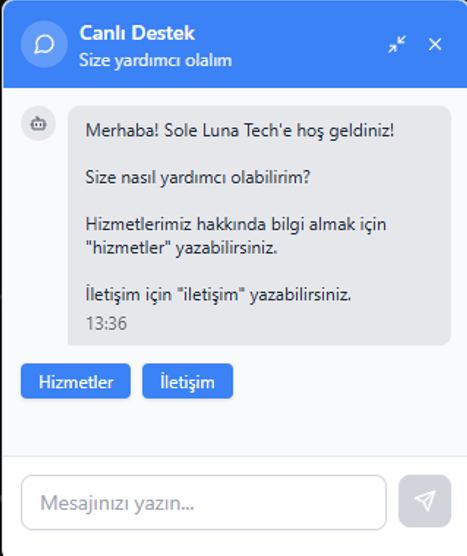 Canlı Destek
Size yardımcı olalım
Merhaba! Sole Luna Tech'e hoş geldiniz!
Size nasıl yardımcı olabilirim?
Hizmetlerimiz hakkında bilgi almak için
"hizmetler" yazabilirsiniz.
İletişim için "iletişim" yazabilirsiniz.
13:36
Hizmetler İletişim
Mesajınızı yazın...